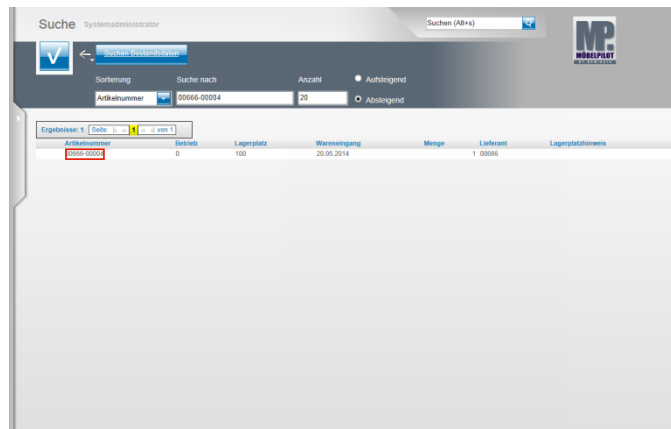 Suche Systemadministrator
Suchen (Alt+s)
MP
MÖBELPILOT
Suchen Bestandsdaten
Sortierung Suche nach Anzahl Aufsteigend
Artikelnummer 00666-00004 20 Absteigend
Ergebnisse: 1 Seite: 1 von 1
Artikelnummer Betrieb Lagerplatz Wareneingang Menge Lieferant Lagerplatzhinweis
00666-00004 0 100 20.05.2014 1 00666